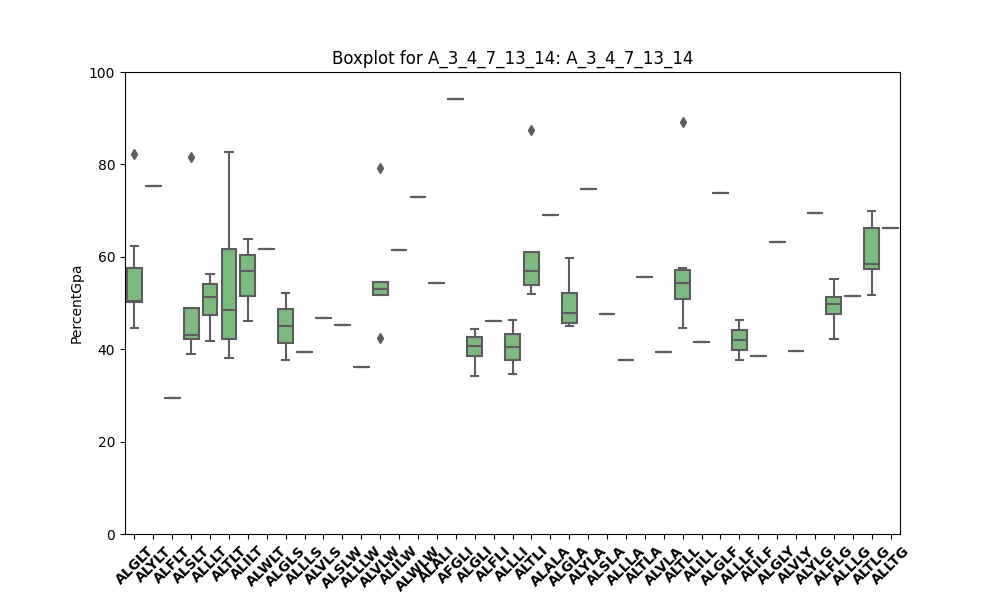 Boxplot for A_3_4_7_13_14: A_3_4_7_13_14
PercentGpa
100
80
60
40
20
0
ALGLT
ALYLT
ALFLT
ALSLT
ALLLT
ALTLT
ALILT
ALWLT
ALGLS
ALLLS
ALVLS
ALSLW
ALLLW
ALVLW
ALILW
ALWLW
ALALI
AFGLI
ALGLI
ALFLI
ALLLI
ALTLI
ALALA
ALGLA
ALYLA
ALSLA
ALLLA
ALTLA
ALVLA
ALTLL
ALILL
ALGLF
ALLLF
ALILF
ALGLY
ALVLY
ALYLG
ALFLG
ALLLG
ALTLG
ALLTG